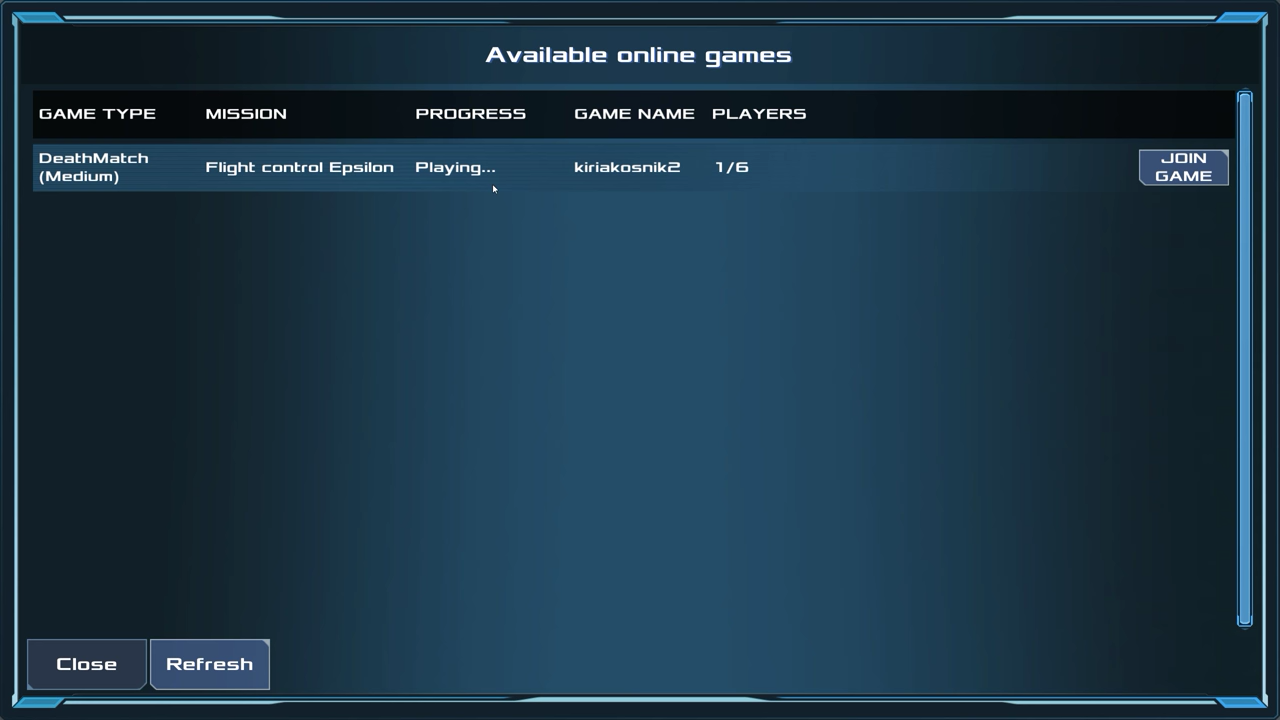 Available online games
GAME TYPE MISSION PROGRESS GAME NAME PLAYERS
DeathMatch
(Medium)
Flight control Epsilon Playing... kiriakosnik2 1/6
JOIN
GAME
Close Refresh